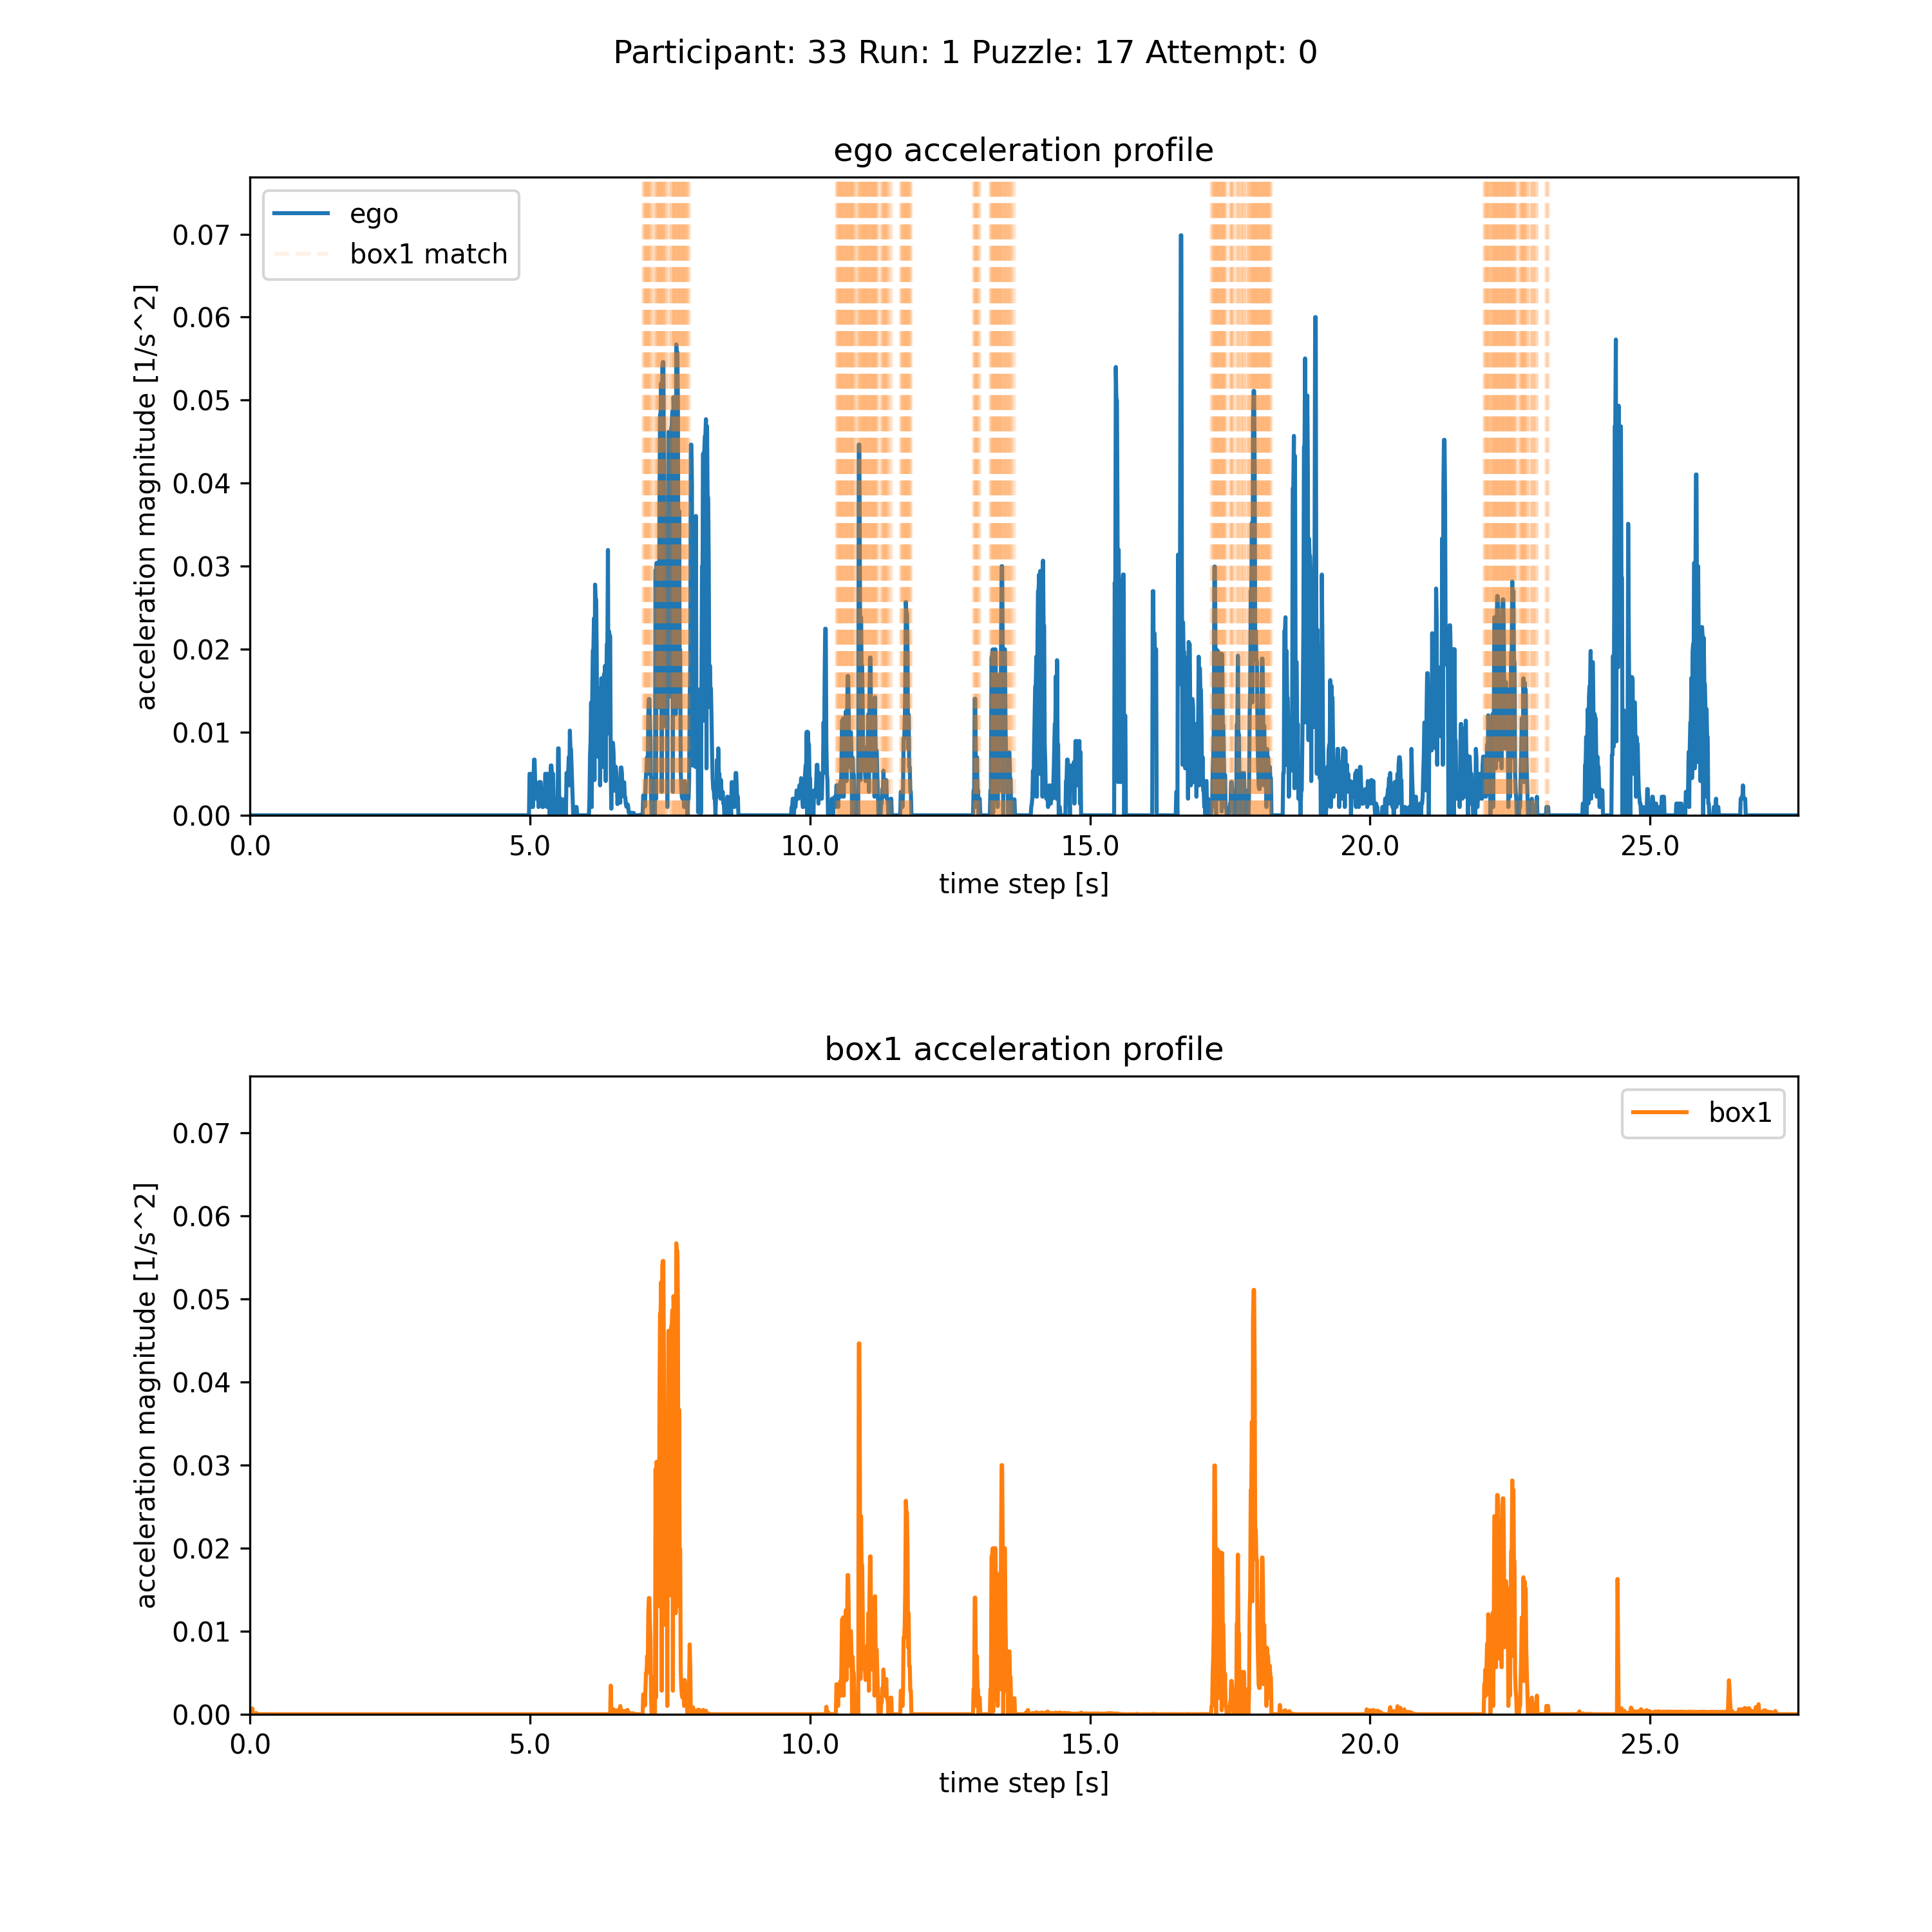 Participant: 33 Run: 1 Puzzle: 17 Attempt: 0
ego acceleration profile
ego
box1 match
acceleration magnitude [1/s^2]
0.07
0.06
0.05
0.04
0.03
0.02
0.01
0.00
0.0 5.0 10.0 15.0 20.0 25.0
time step [s]
box1 acceleration profile
box1
acceleration magnitude [1/s^2]
0.07
0.06
0.05
0.04
0.03
0.02
0.01
0.00
0.0 5.0 10.0 15.0 20.0 25.0
time step [s]